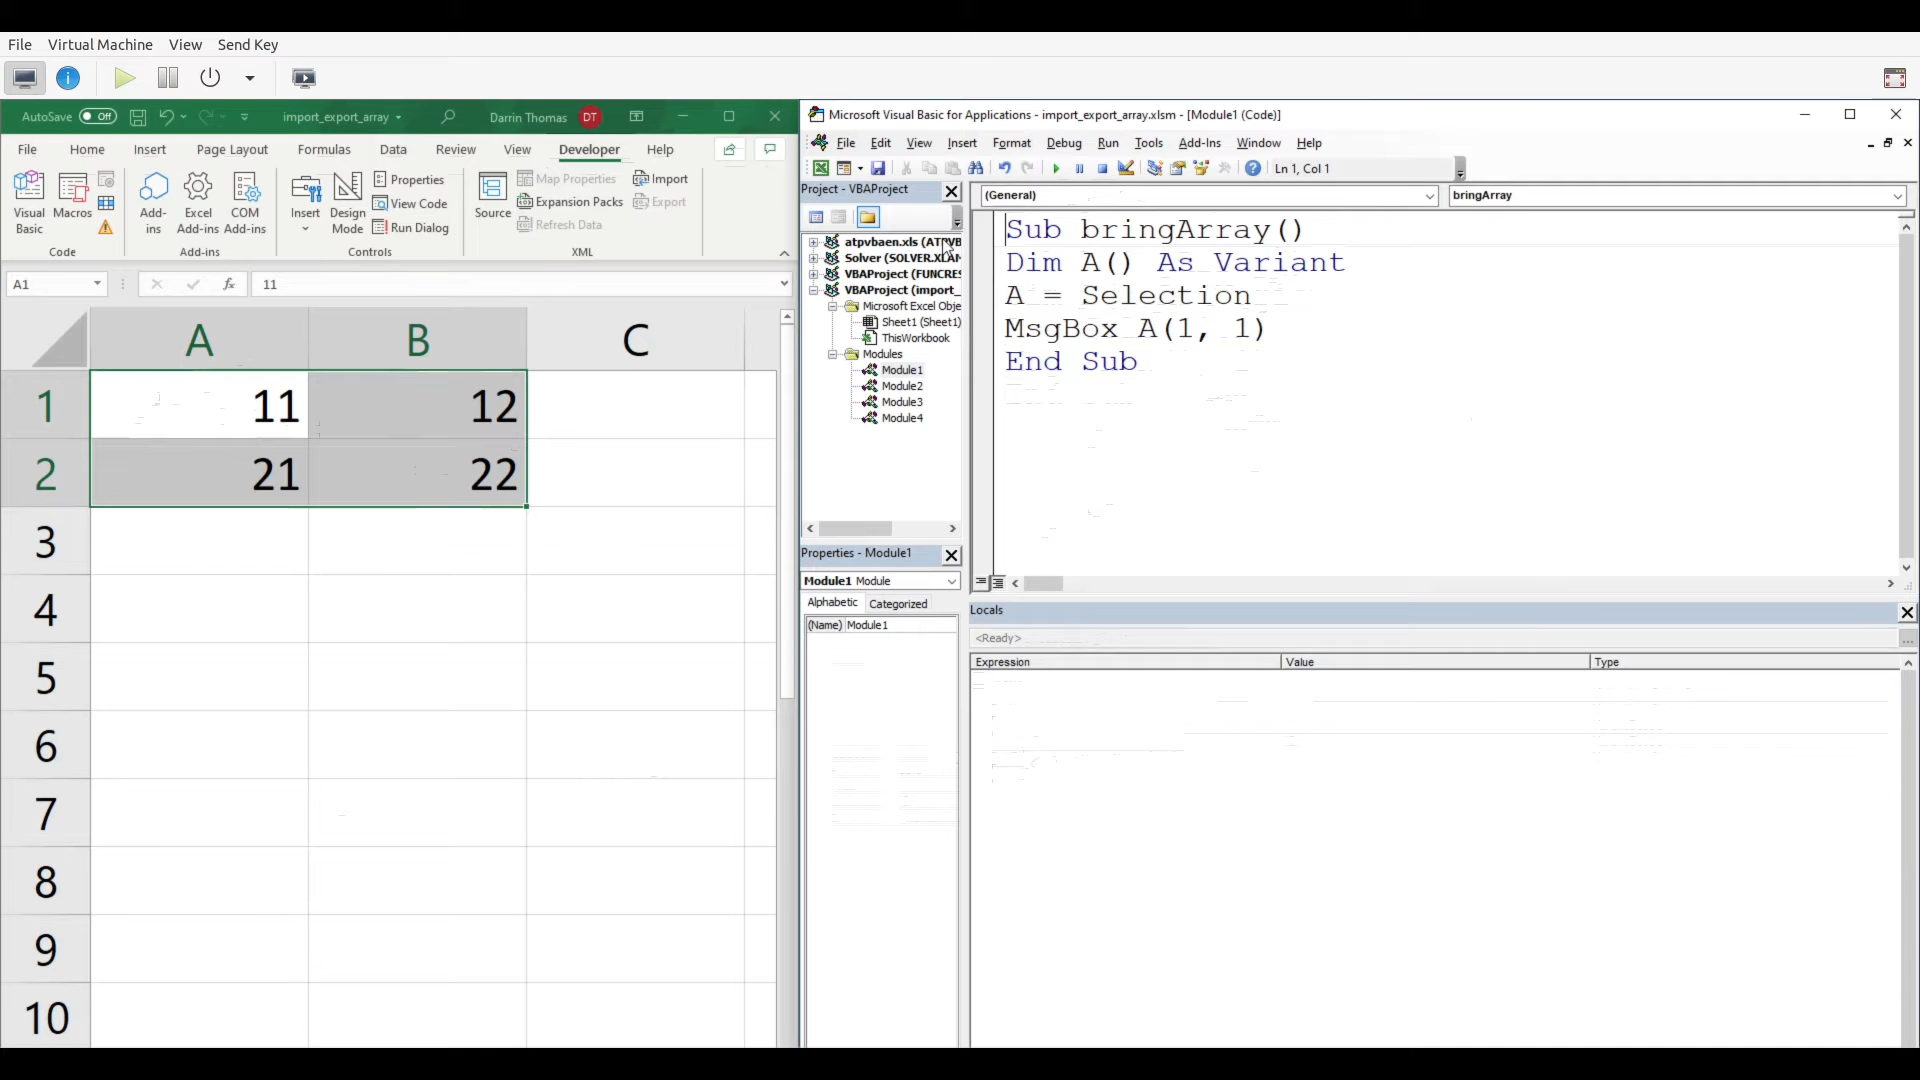 File Virtual Machine View Send Key
AutoSave Off import_export_array Darrin Thomas DT
File Home Insert Page Layout Formulas Data Review View Developer Help
Visual Basic Macros
Code
Add-ins Excel Add-ins COM Add-ins
Add-ins
Insert Design Mode Properties View Code Run Dialog
Controls
Source Map Properties Expansion Packs Refresh Data Import Export
XML
A1 fx 11
A B C
1 11 12
2 21 22
3
4
5
6
7
8
9
10
Microsoft Visual Basic for Applications - import_export_array.xlsm - [Module1 (Code)]
File Edit View Insert Format Debug Run Tools Add-Ins Window Help
Ln 1, Col 1
Project - VBAProject
atpvbaen.xls (ATPVB
Solver (SOLVER.XLAM
VBAProject (FUNCRES
VBAProject (import_
Microsoft Excel Obje
Sheet1 (Sheet1)
ThisWorkbook
Modules
Module1
Module2
Module3
Module4
Properties - Module1
Module1 Module
Alphabetic Categorized
(Name) Module1
(General) bringArray
Sub bringArray()
Dim A() As Variant
A = Selection
MsgBox A(1, 1)
End Sub
Locals
<Ready>
Expression Value Type